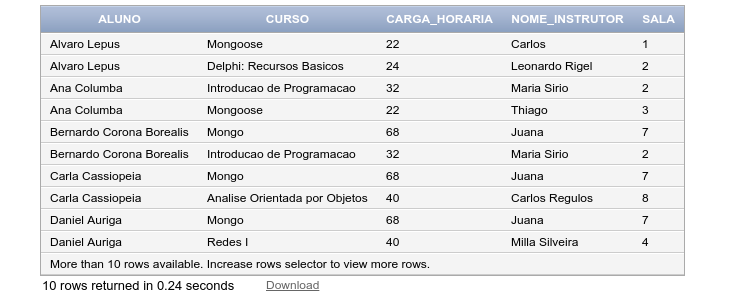 ALUNO CURSO CARGA_HORARIA NOME_INSTRUTOR SALA
Alvaro Lepus Mongoose 22 Carlos 1
Alvaro Lepus Delphi: Recursos Basicos 24 Leonardo Rigel 2
Ana Columba Introducao de Programacao 32 Maria Sirio 2
Ana Columba Mongoose 22 Thiago 3
Bernardo Corona Borealis Mongo 68 Juana 7
Bernardo Corona Borealis Introducao de Programacao 32 Maria Sirio 2
Carla Cassiopeia Mongo 68 Juana 7
Carla Cassiopeia Analise Orientada por Objetos 40 Carlos Regulos 8
Daniel Auriga Mongo 68 Juana 7
Daniel Auriga Redes I 40 Milla Silveira 4
More than 10 rows available. Increase rows selector to view more rows.
10 rows returned in 0.24 seconds Download